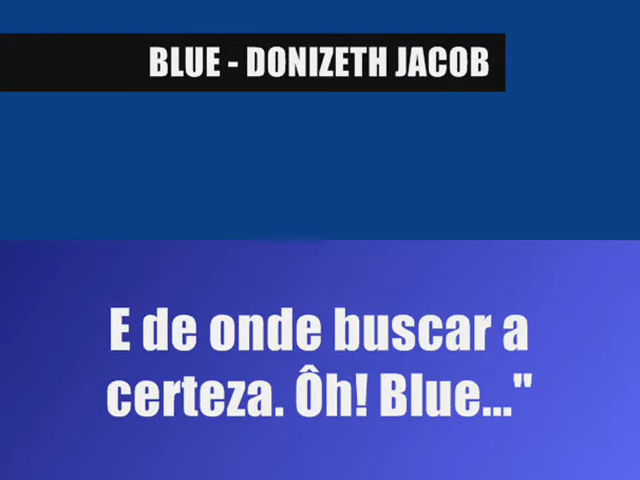 BLUE - DONIZETH JACOB
E de onde buscar a
certeza. Ôh! Blue..."